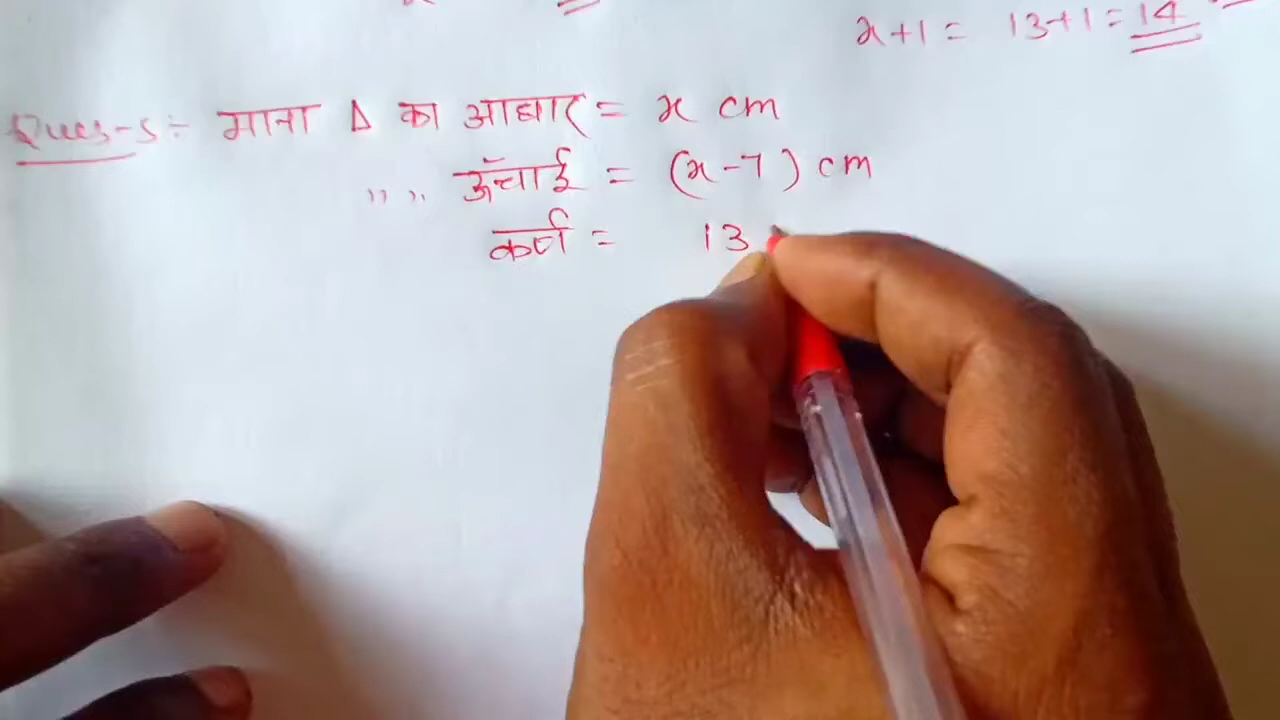 x+1 = 13+1 = 14
Ques-5:- माना Δ का आधार = x cm
,, ,, ऊँचाई = (x-7) cm
कर्ण = 13